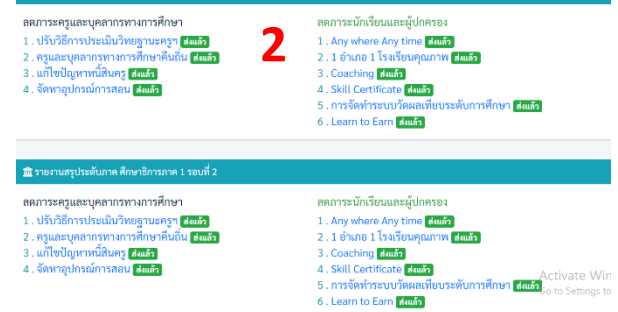 ลดภาระครูและบุคลากรทางการศึกษา
1. ปรับวิธีการประเมินวิทยฐานะครูฯ ส่งแล้ว
2. ครูและบุคลากรทางการศึกษาคืนถิ่น ส่งแล้ว
3. แก้ไขปัญหาหนี้สินครู ส่งแล้ว
4. จัดหาอุปกรณ์การสอน ส่งแล้ว
2
ลดภาระนักเรียนและผู้ปกครอง
1. Any where Any time ส่งแล้ว
2. 1 อำเภอ 1 โรงเรียนคุณภาพ ส่งแล้ว
3. Coaching ส่งแล้ว
4. Skill Certificate ส่งแล้ว
5. การจัดทำระบบวัดผลเทียบระดับการศึกษา ส่งแล้ว
6. Learn to Earn ส่งแล้ว
รายงานสรุประดับภาค ศึกษาธิการภาค 1 รอบที่ 2
ลดภาระครูและบุคลากรทางการศึกษา
1. ปรับวิธีการประเมินวิทยฐานะครูฯ ส่งแล้ว
2. ครูและบุคลากรทางการศึกษาคืนถิ่น ส่งแล้ว
3. แก้ไขปัญหาหนี้สินครู ส่งแล้ว
4. จัดหาอุปกรณ์การสอน ส่งแล้ว
ลดภาระนักเรียนและผู้ปกครอง
1. Any where Any time ส่งแล้ว
2. 1 อำเภอ 1 โรงเรียนคุณภาพ ส่งแล้ว
3. Coaching ส่งแล้ว
4. Skill Certificate ส่งแล้ว
5. การจัดทำระบบวัดผลเทียบระดับการศึกษา ส่งแล้ว
6. Learn to Earn ส่งแล้ว
Activate Win
Go to Settings to